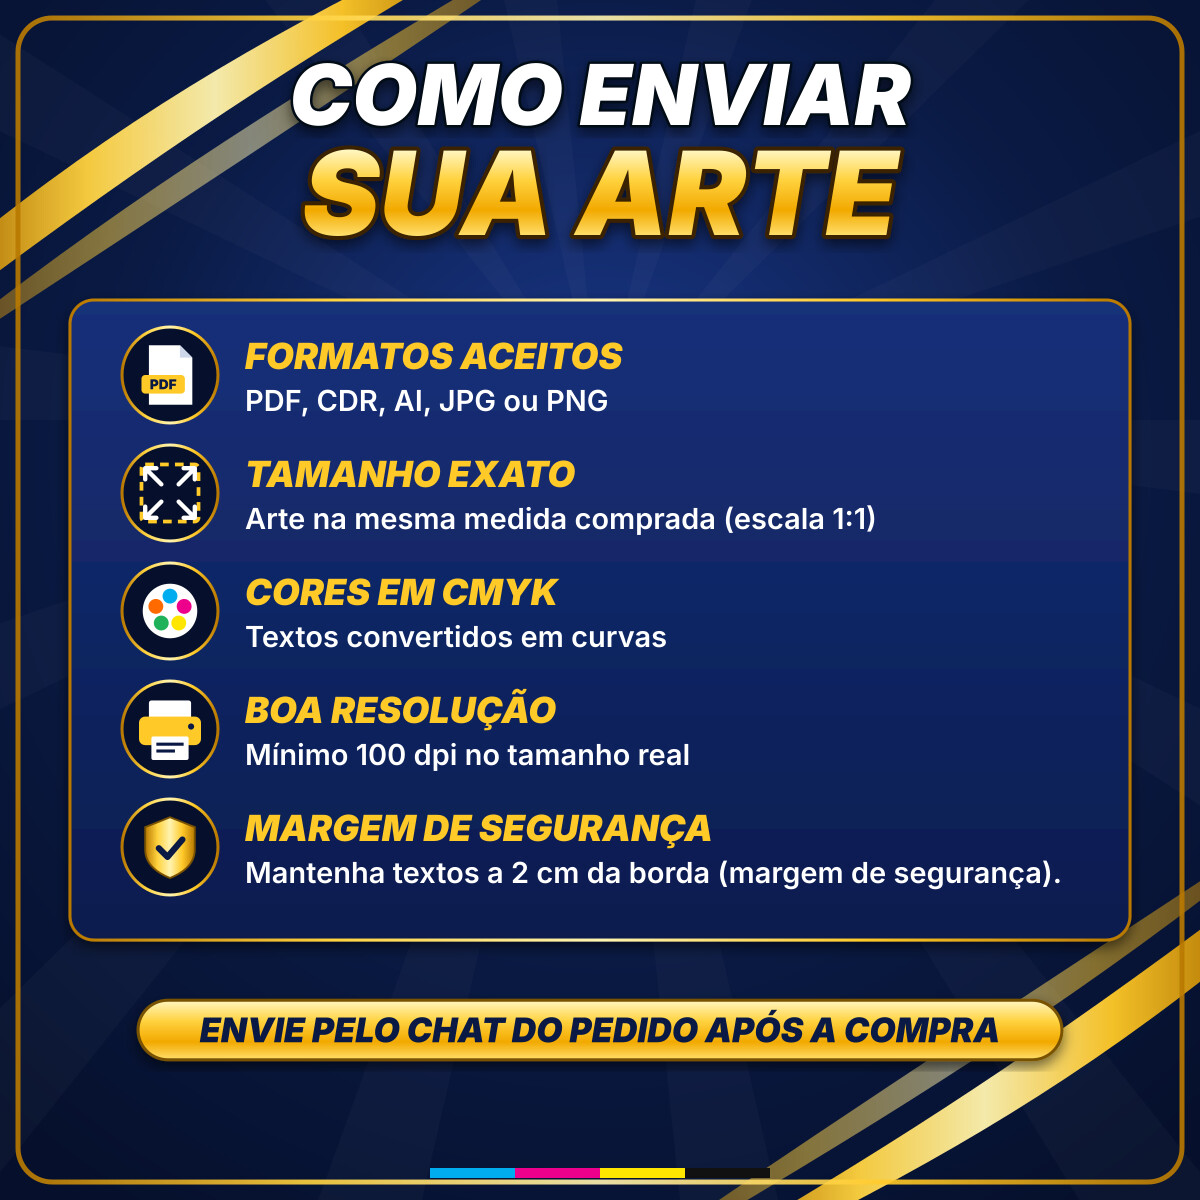 COMO ENVIAR
SUA ARTE
PDF
FORMATOS ACEITOS
PDF, CDR, AI, JPG ou PNG
TAMANHO EXATO
Arte na mesma medida comprada (escala 1:1)
CORES EM CMYK
Textos convertidos em curvas
BOA RESOLUÇÃO
Mínimo 100 dpi no tamanho real
MARGEM DE SEGURANÇA
Mantenha textos a 2 cm da borda (margem de segurança).
ENVIE PELO CHAT DO PEDIDO APÓS A COMPRA